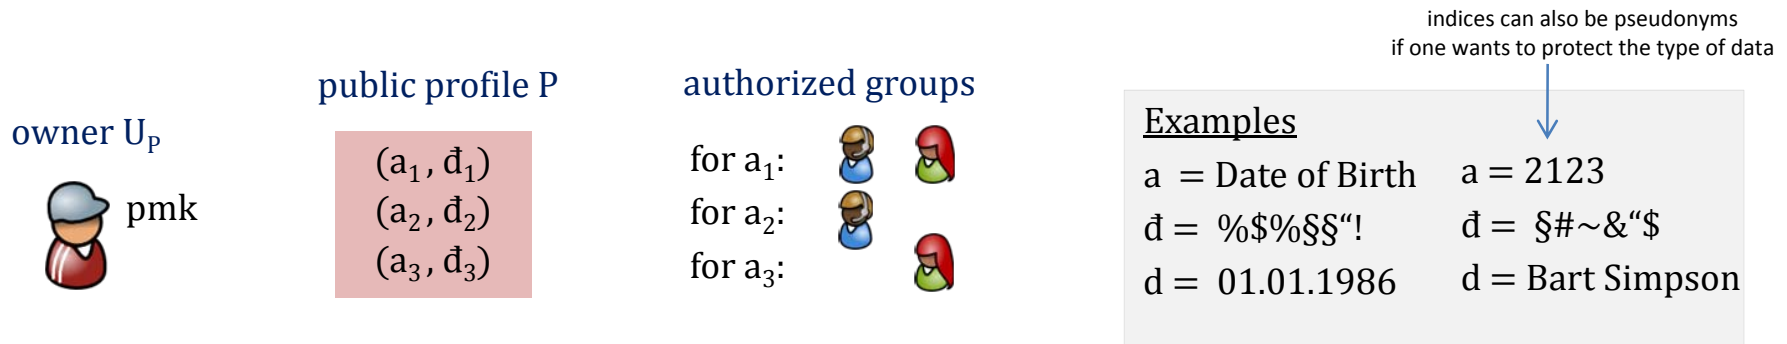 indices can also be pseudonyms
if one wants to protect the type of data
public profile P
authorized groups
owner U_P
pmk
(a₁, đ₁)
(a₂, đ₂)
(a₃, đ₃)
for a₁:
for a₂:
for a₃:
Examples
a = Date of Birth
đ = %$%§§“!
d = 01.01.1986
a = 2123
đ = §#~&“$
d = Bart Simpson